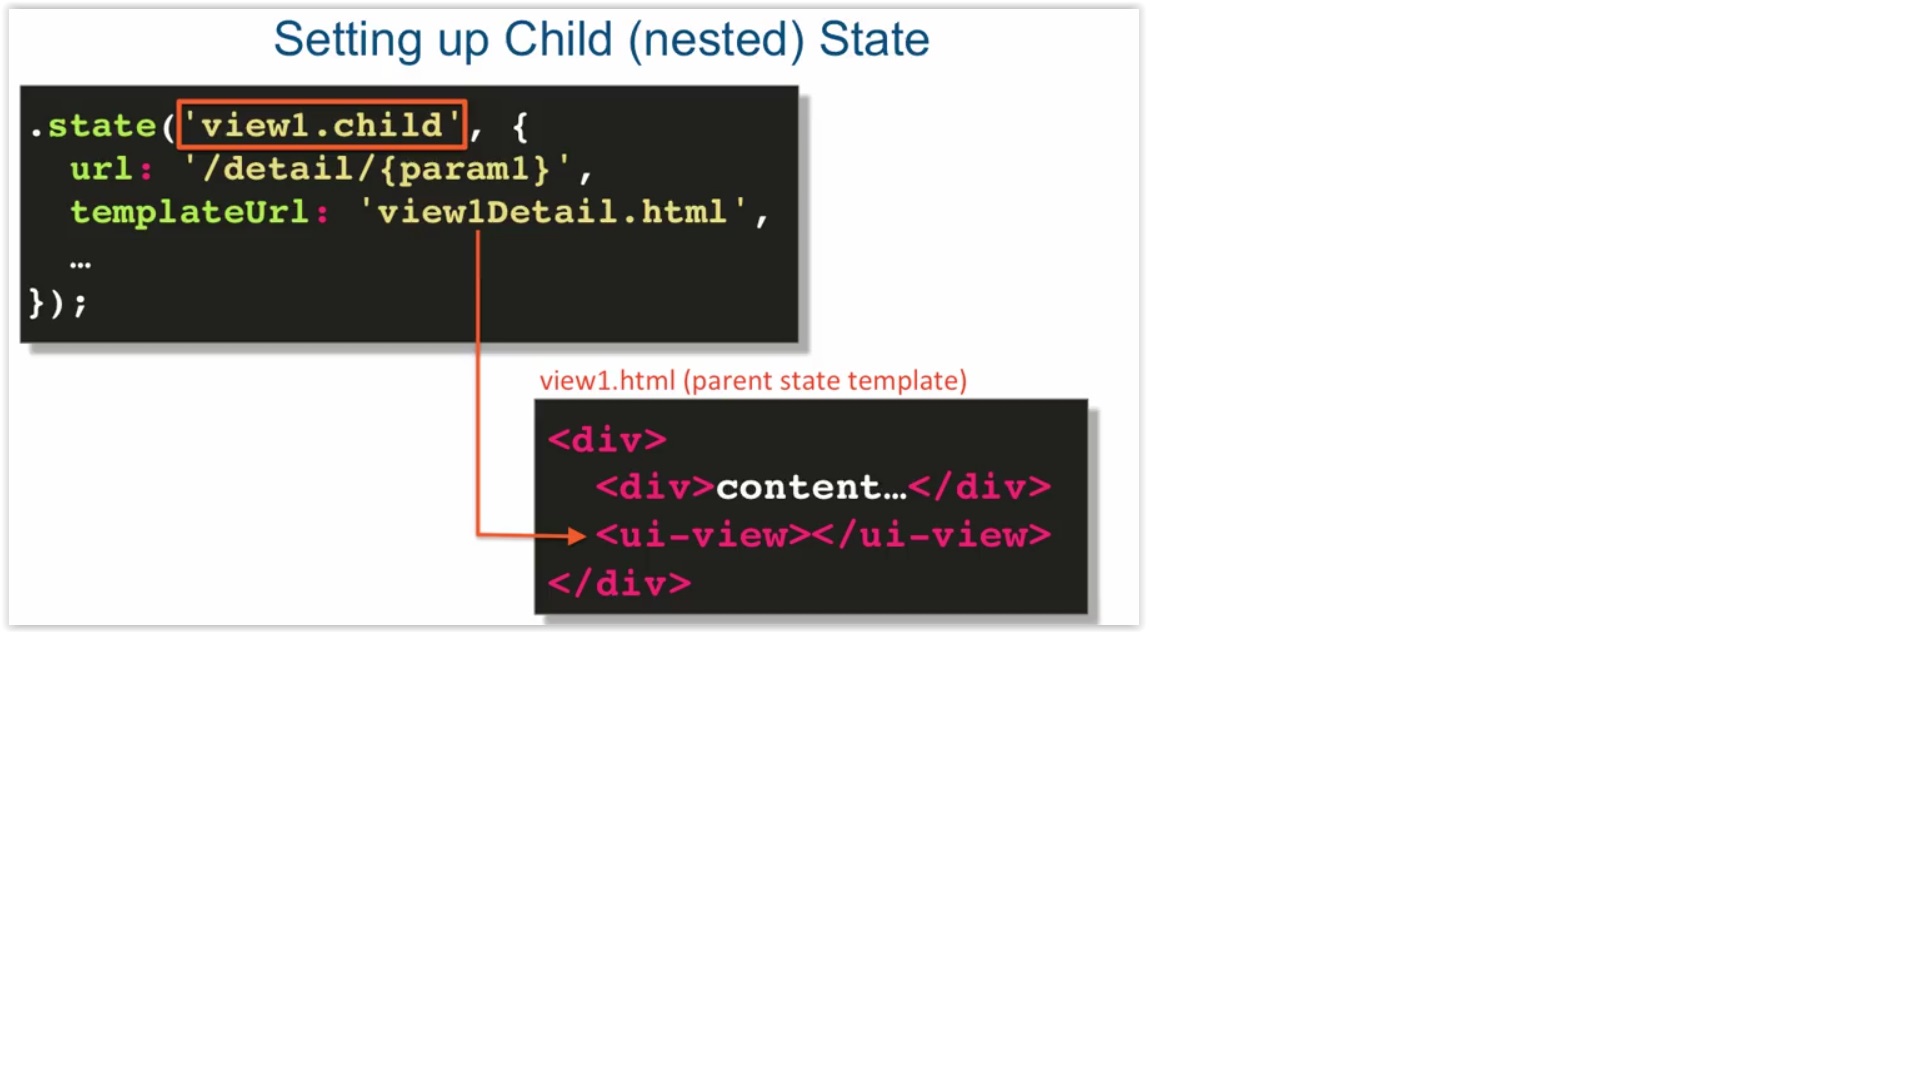 Setting up Child (nested) State
.state('view1.child', {
  url: '/detail/{param1}',
  templateUrl: 'view1Detail.html',
  …
});
view1.html (parent state template)
<div>
  <div>content…</div>
  <ui-view></ui-view>
</div>